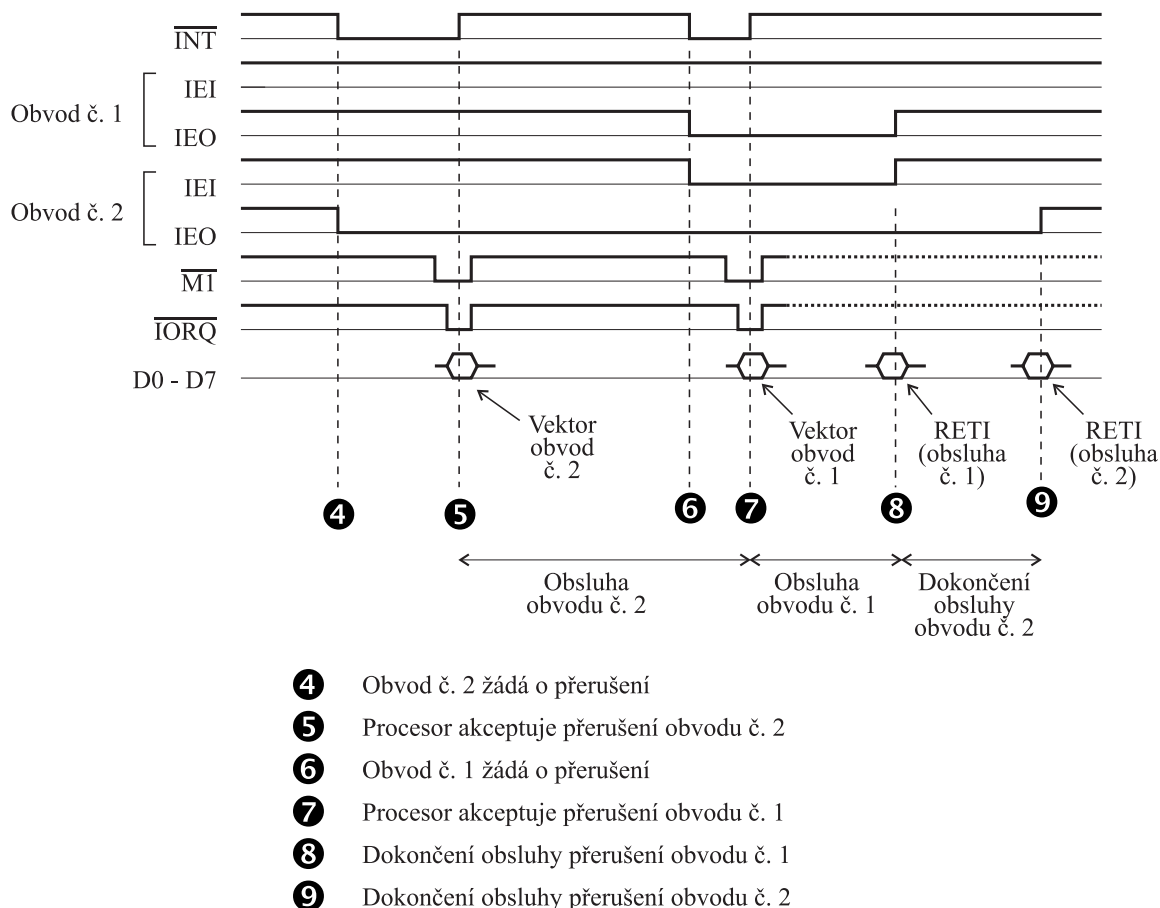 INT
IEI
Obvod č. 1
IEO
IEI
Obvod č. 2
IEO
M1
IORQ
D0 - D7
Vektor
obvod
č. 2
Vektor
obvod
č. 1
RETI
(obsluha
č. 1)
RETI
(obsluha
č. 2)
4 5 6 7 8 9
Obsluha
obvodu č. 2
Obsluha
obvodu č. 1
Dokončení
obsluhy
obvodu č. 2
4 Obvod č. 2 žádá o přerušení
5 Procesor akceptuje přerušení obvodu č. 2
6 Obvod č. 1 žádá o přerušení
7 Procesor akceptuje přerušení obvodu č. 1
8 Dokončení obsluhy přerušení obvodu č. 1
9 Dokončení obsluhy přerušení obvodu č. 2